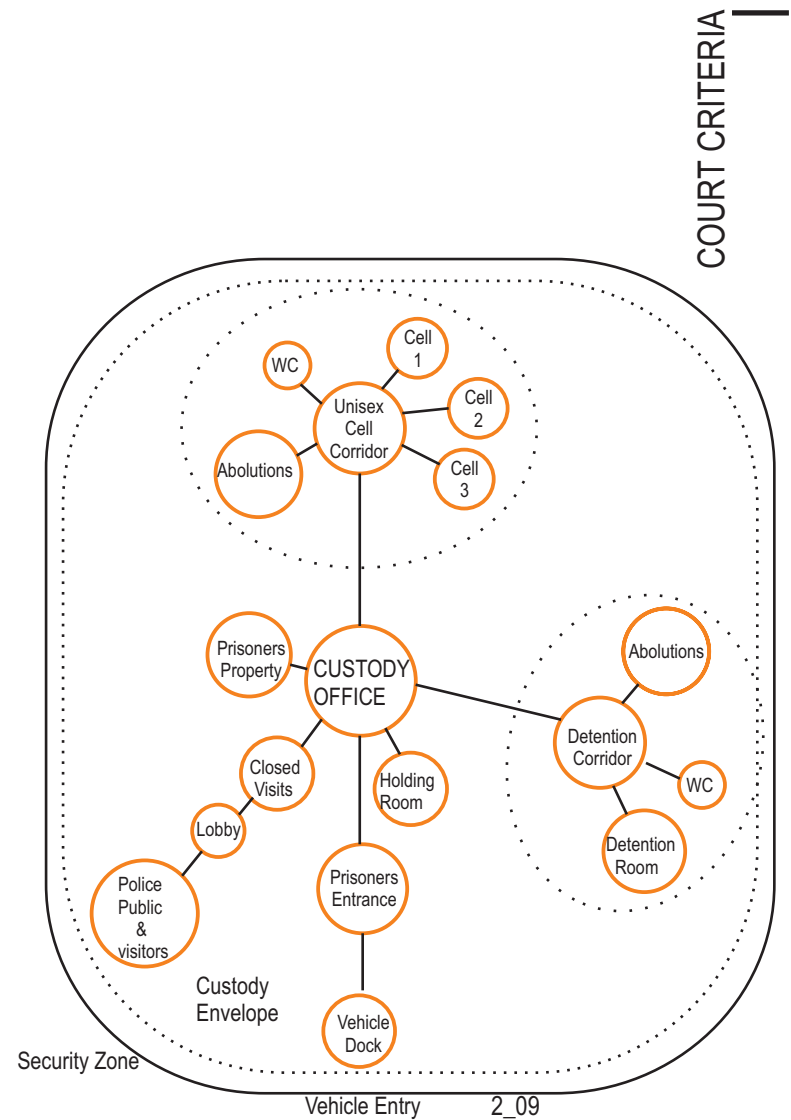 COURT CRITERIA
Cell
1
WC
Cell
2
Unisex
Cell
Corridor
Cell
3
Abolutions
Prisoners
Property
CUSTODY
OFFICE
Abolutions
Detention
Corridor
Closed
Visits
Holding
Room
WC
Lobby
Detention
Room
Police
Public
&
visitors
Prisoners
Entrance
Custody
Envelope
Vehicle
Dock
Security Zone
Vehicle Entry
2_09